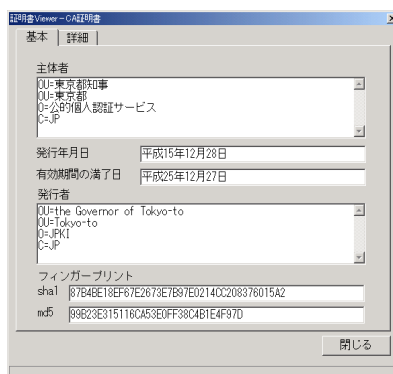 証明書Viewer－CA証明書
基本
詳細
主体者
OU=東京都知事
OU=東京都
O=公的個人認証サービス
C=JP
発行年月日
平成15年12月28日
有効期間の満了日
平成25年12月27日
発行者
OU=the Governor of Tokyo-to
OU=Tokyo-to
O=JPKI
C=JP
フィンガープリント
sha1
87B4BE18EF67E2673E7B97E0214CC208376015A2
md5
99B23E315116CA53E0FF38C4B1E4F97D
閉じる